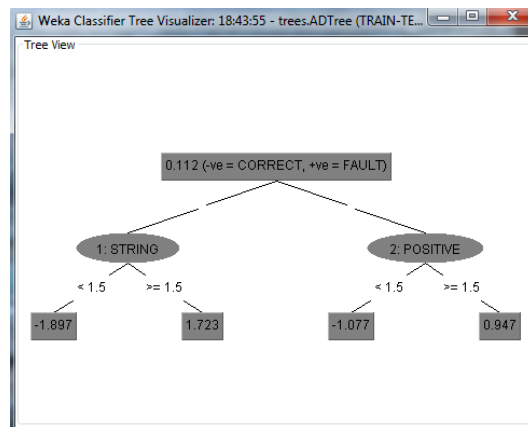 Weka Classifier Tree Visualizer: 18:43:55 - trees.ADTree (TRAIN-TE...
Tree View
0.112 (-ve = CORRECT, +ve = FAULT)
1: STRING
2: POSITIVE
< 1.5
>= 1.5
< 1.5
>= 1.5
-1.897
1.723
-1.077
0.947